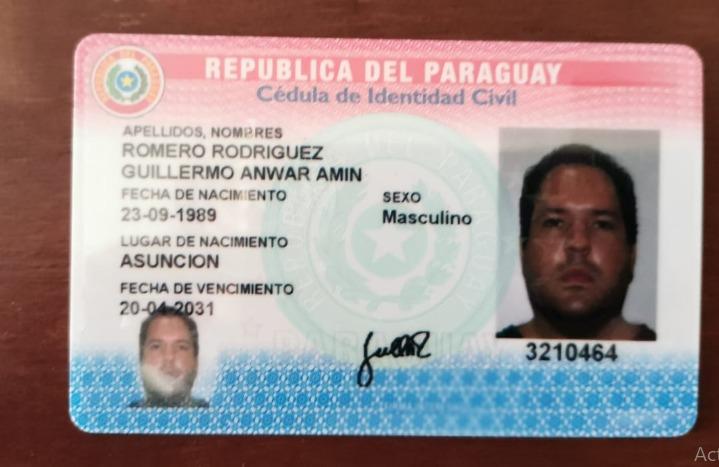 REPUBLICA DEL PARAGUAY
Cédula de Identidad Civil
APELLIDOS, NOMBRES
ROMERO RODRIGUEZ
GUILLERMO ANWAR AMIN
FECHA DE NACIMIENTO
23-09-1989
SEXO
Masculino
LUGAR DE NACIMIENTO
ASUNCION
FECHA DE VENCIMIENTO
20-04-2031
3210464
PARAGUAY
Act